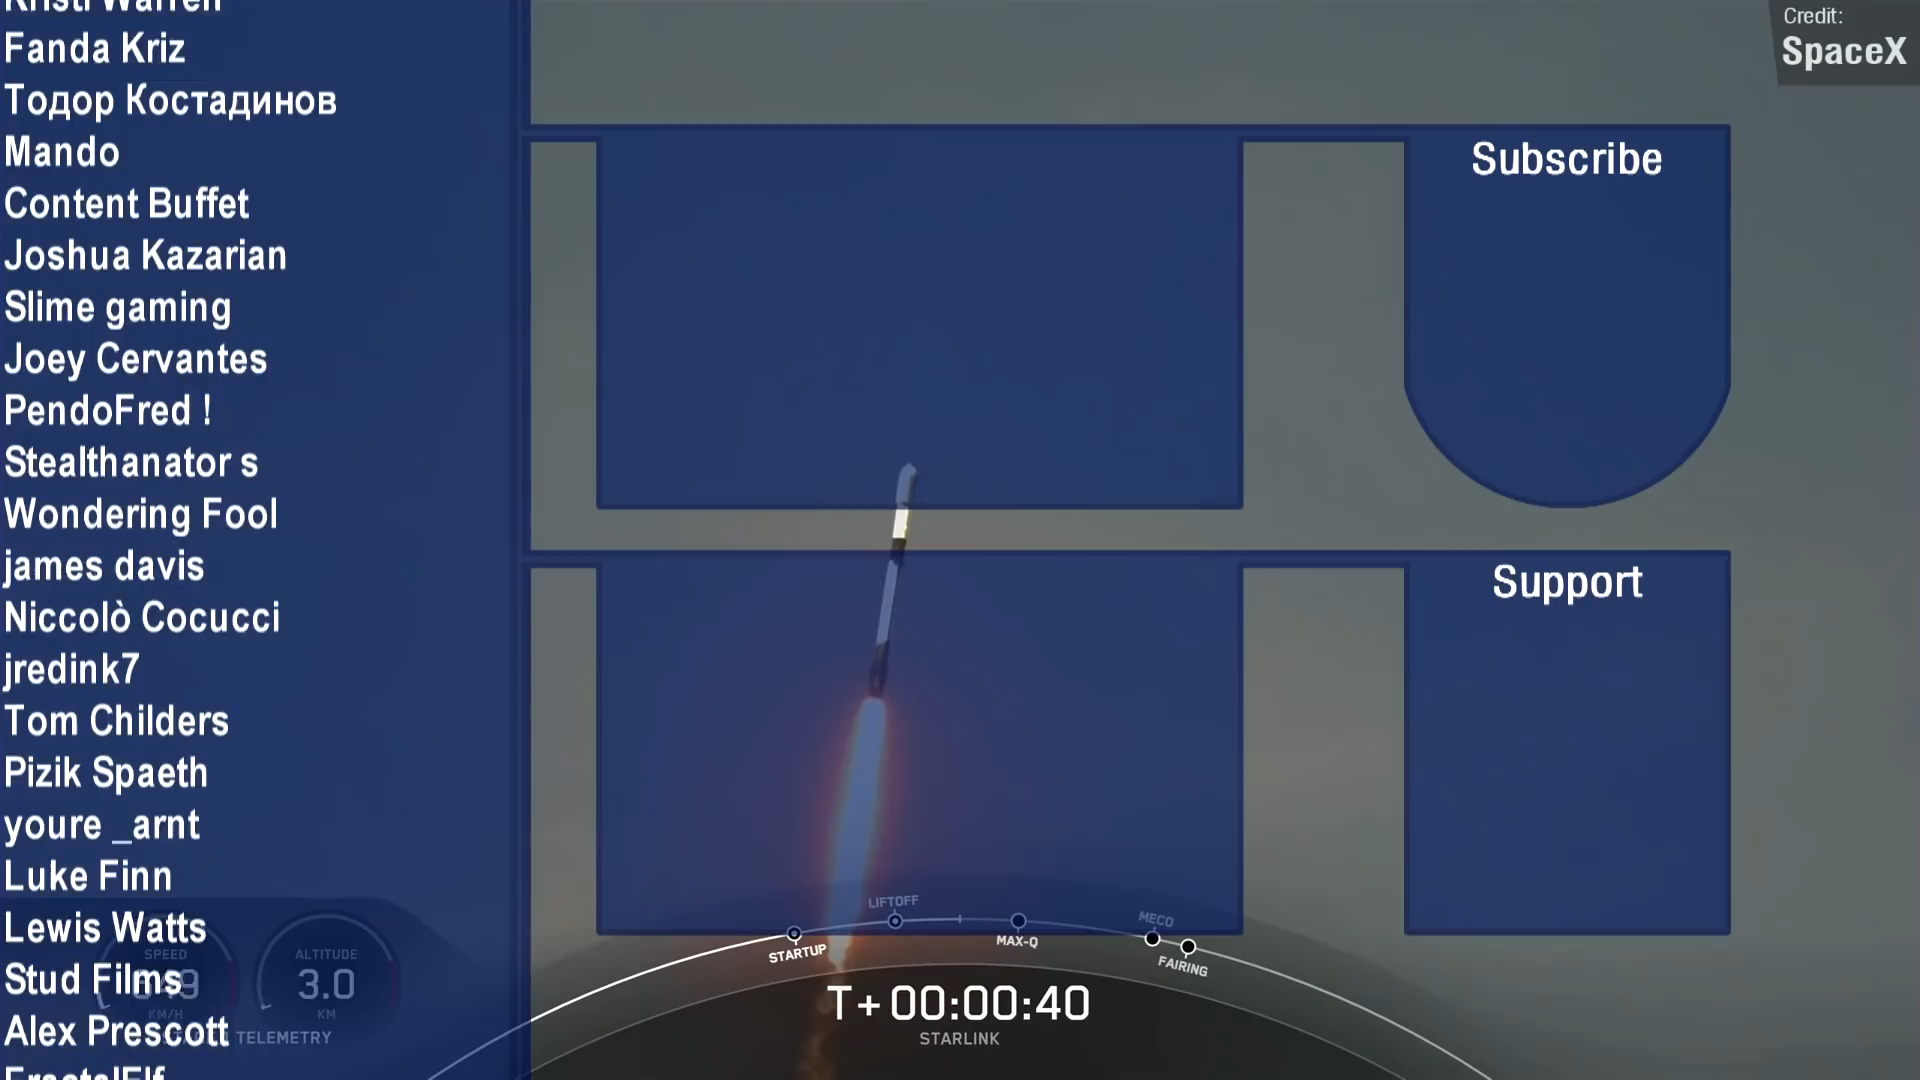 Fanda Kriz
Тодор Костадинов
Mando
Content Buffet
Joshua Kazarian
Slime gaming
Joey Cervantes
PendoFred !
Stealthanator s
Wondering Fool
james davis
Niccolò Cocucci
jredink7
Tom Childers
Pizik Spaeth
youre _arnt
Luke Finn
Lewis Watts
Stud Films
Alex Prescott
Credit:
SpaceX
Subscribe
Support
SPEED
KM/H
ALTITUDE
3.0
KM
TELEMETRY
STARTUP
LIFTOFF
MAX-Q
MECO
FAIRING
T+00:00:40
STARLINK